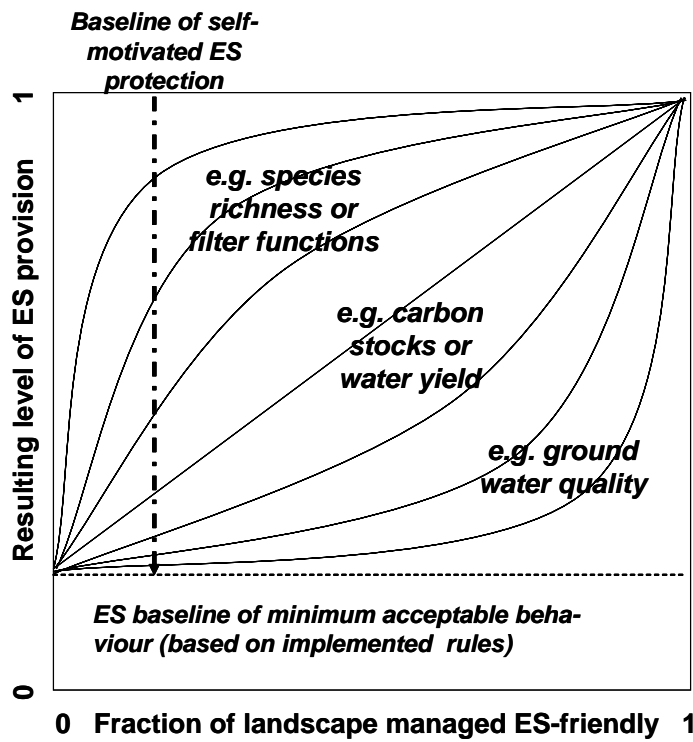 Baseline of self-
motivated ES
protection
1
Resulting level of ES provision
e.g. species
richness or
filter functions
e.g. carbon
stocks or
water yield
e.g. ground
water quality
ES baseline of minimum acceptable beha-
viour (based on implemented rules)
0
0 Fraction of landscape managed ES-friendly 1